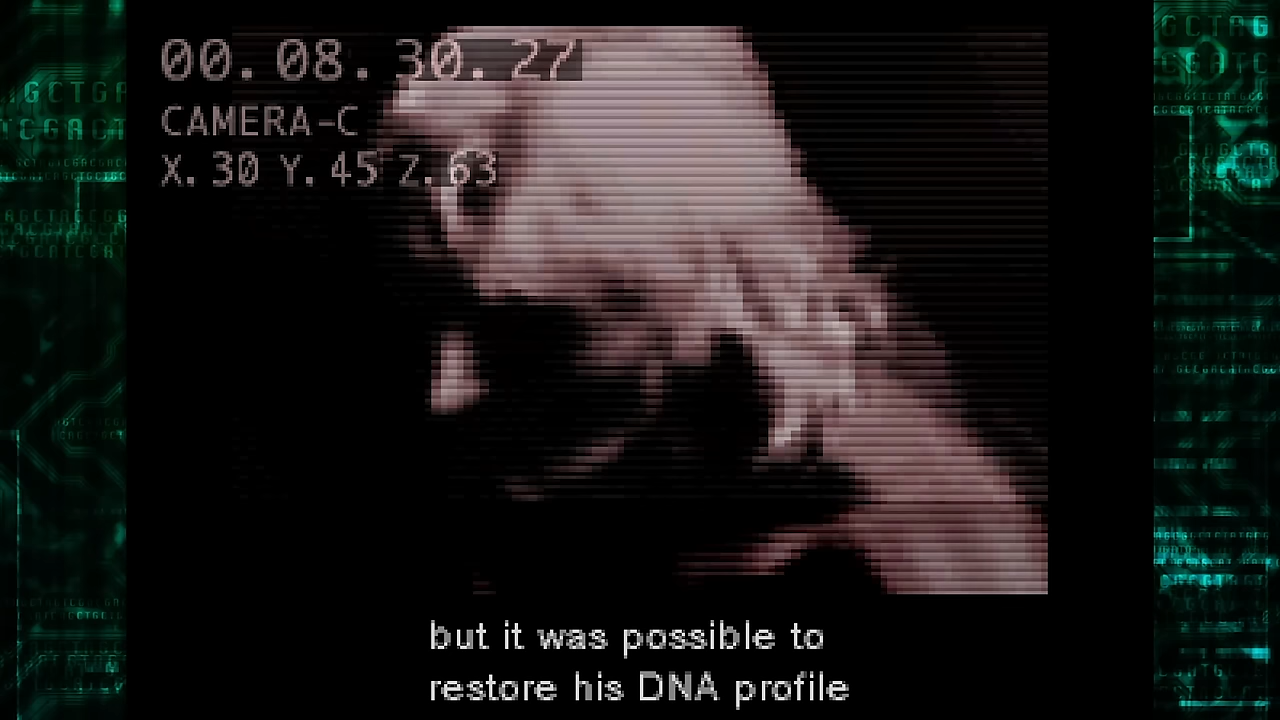 00.08.30.27
CAMERA-C
X.30 Y.45 Z.63
but it was possible to
restore his DNA profile